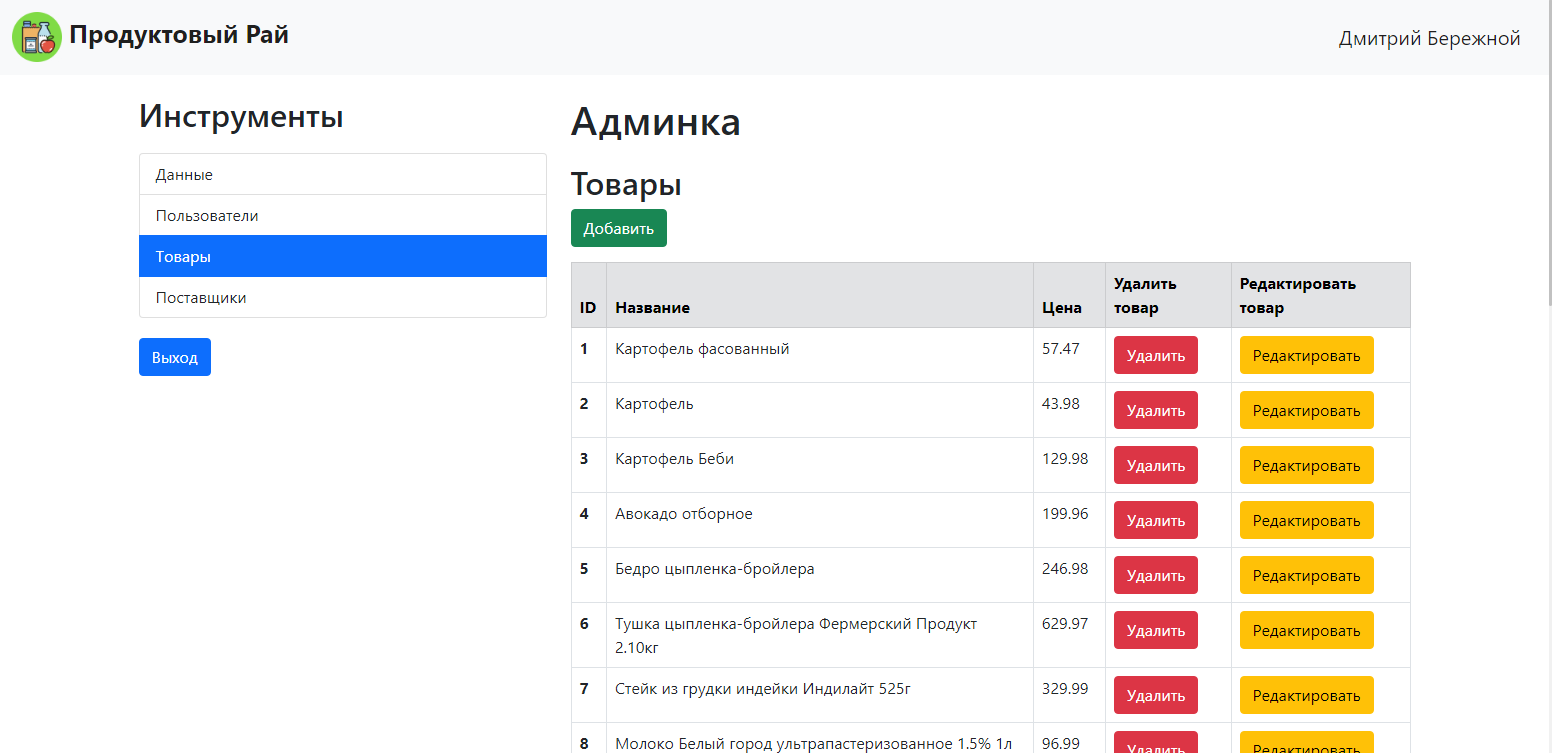 Продуктовый Рай
Дмитрий Бережной
Инструменты
Данные
Пользователи
Товары
Поставщики
Выход
Админка
Товары
Добавить
ID Название Цена Удалить товар Редактировать товар
1 Картофель фасованный 57.47 Удалить Редактировать
2 Картофель 43.98 Удалить Редактировать
3 Картофель Беби 129.98 Удалить Редактировать
4 Авокадо отборное 199.96 Удалить Редактировать
5 Бедро цыпленка-бройлера 246.98 Удалить Редактировать
6 Тушка цыпленка-бройлера Фермерский Продукт 629.97 Удалить Редактировать
2.10кг
7 Стейк из грудки индейки Индилайт 525г 329.99 Удалить Редактировать
8 Молоко Белый город ультрапастеризованное 1.5% 1л 96.99 Удалить Редактировать